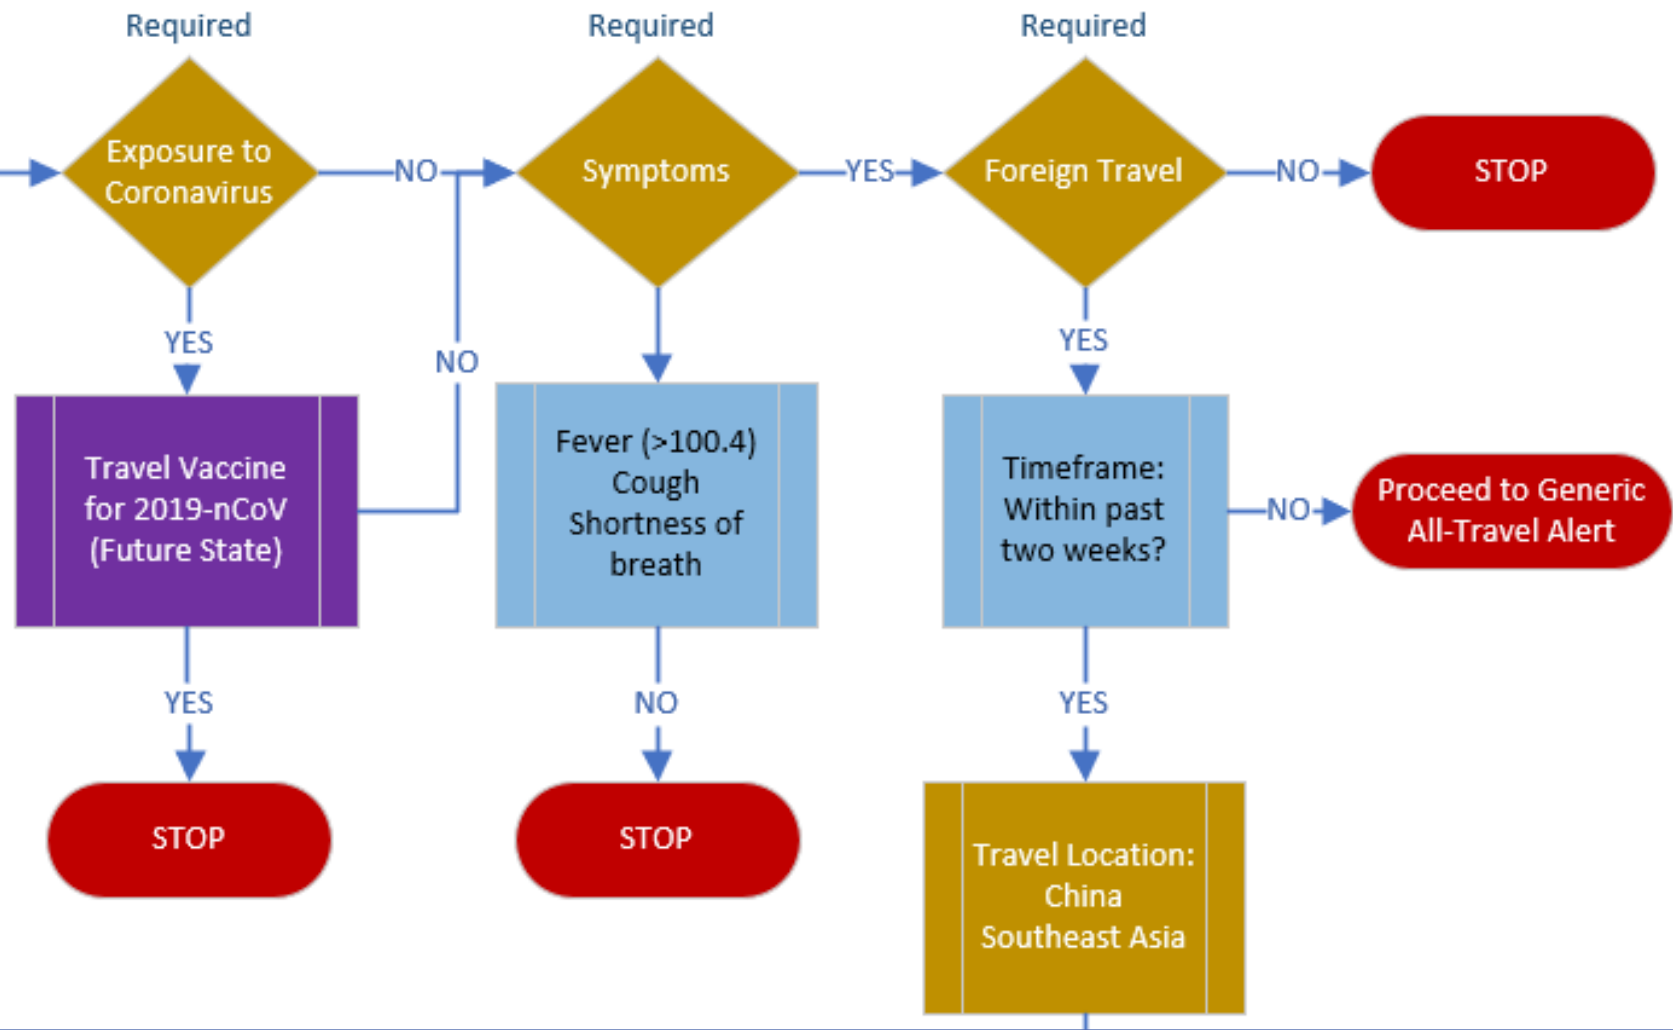 Required
Required
Required
Exposure to
Coronavirus
NO
Symptoms
YES
Foreign Travel
NO
STOP
YES
NO
YES
Travel Vaccine
for 2019-nCoV
(Future State)
Fever (>100.4)
Cough
Shortness of
breath
Timeframe:
Within past
two weeks?
NO
Proceed to Generic
All-Travel Alert
YES
NO
YES
STOP
STOP
Travel Location:
China
Southeast Asia